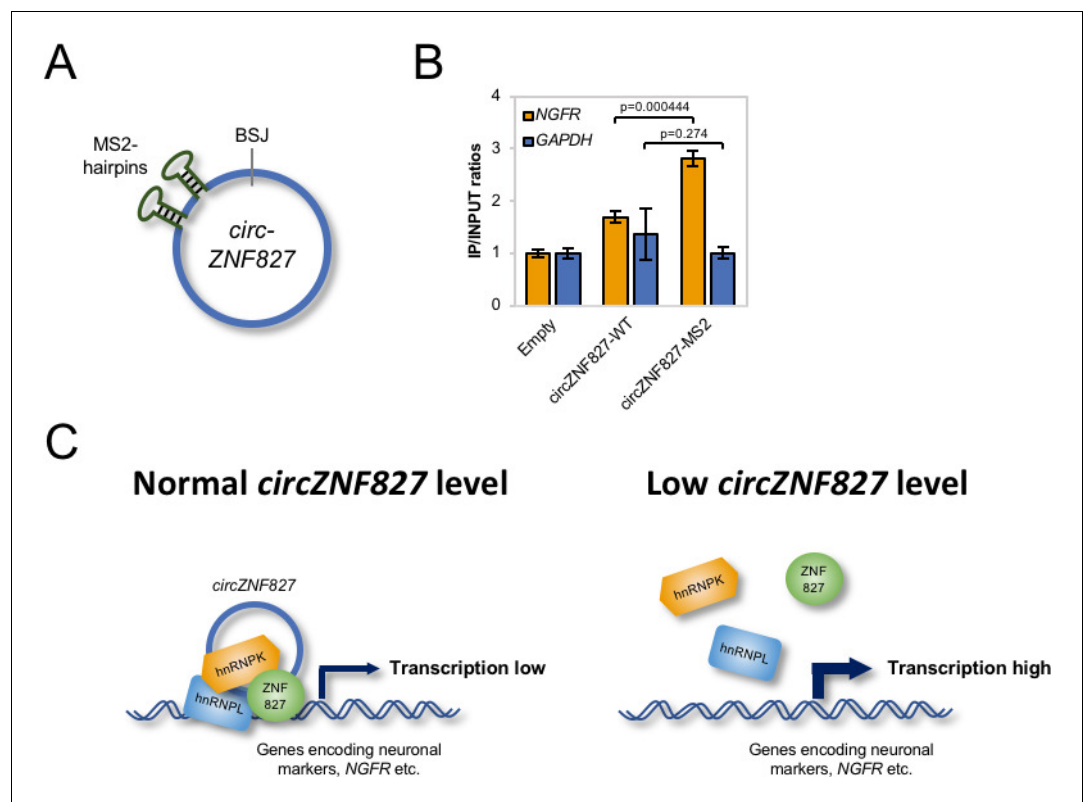 A
MS2-
hairpins
BSJ
circ-
ZNF827
B
4
3
2
1
0
IP/INPUT ratios
NGFR
GAPDH
p=0.000444
p=0.274
Empty
circZNF827-WT
circZNF827-MS2
C
Normal circZNF827 level
circZNF827
hnRNPK
hnRNPL
ZNF
827
Transcription low
Genes encoding neuronal
markers, NGFR etc.
Low circZNF827 level
hnRNPK
ZNF
827
hnRNPL
Transcription high
Genes encoding neuronal
markers, NGFR etc.